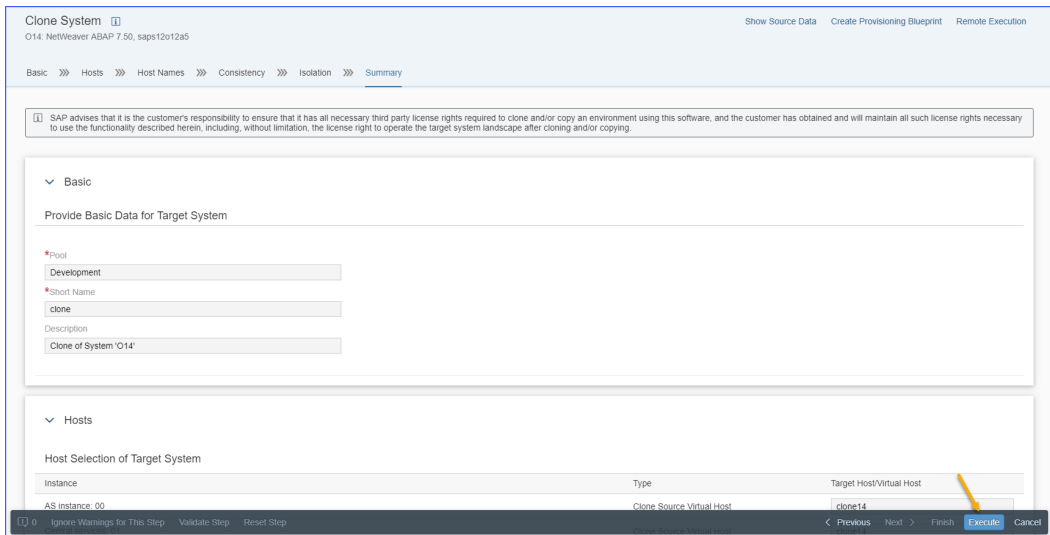 Clone System
Show Source Data Create Provisioning Blueprint Remote Execution
O14: NetWeaver ABAP 7.50, saps12o12a5
Basic Hosts Host Names Consistency Isolation Summary
SAP advises that it is the customer's responsibility to ensure that it has all necessary third party license rights required to clone and/or copy an environment using this software, and the customer has obtained and will maintain all such license rights necessary
to use the functionality described herein, including, without limitation, the license right to operate the target system landscape after cloning and/or copying.
Basic
Provide Basic Data for Target System
*Pool
Development
*Short Name
clone
Description
Clone of System 'O14'
Hosts
Host Selection of Target System
Instance Type Target Host/Virtual Host
AS instance: 00 Clone Source Virtual Host clone14
0 Ignore Warnings for This Step Validate Step Reset Step < Previous Next > Finish Execute Cancel